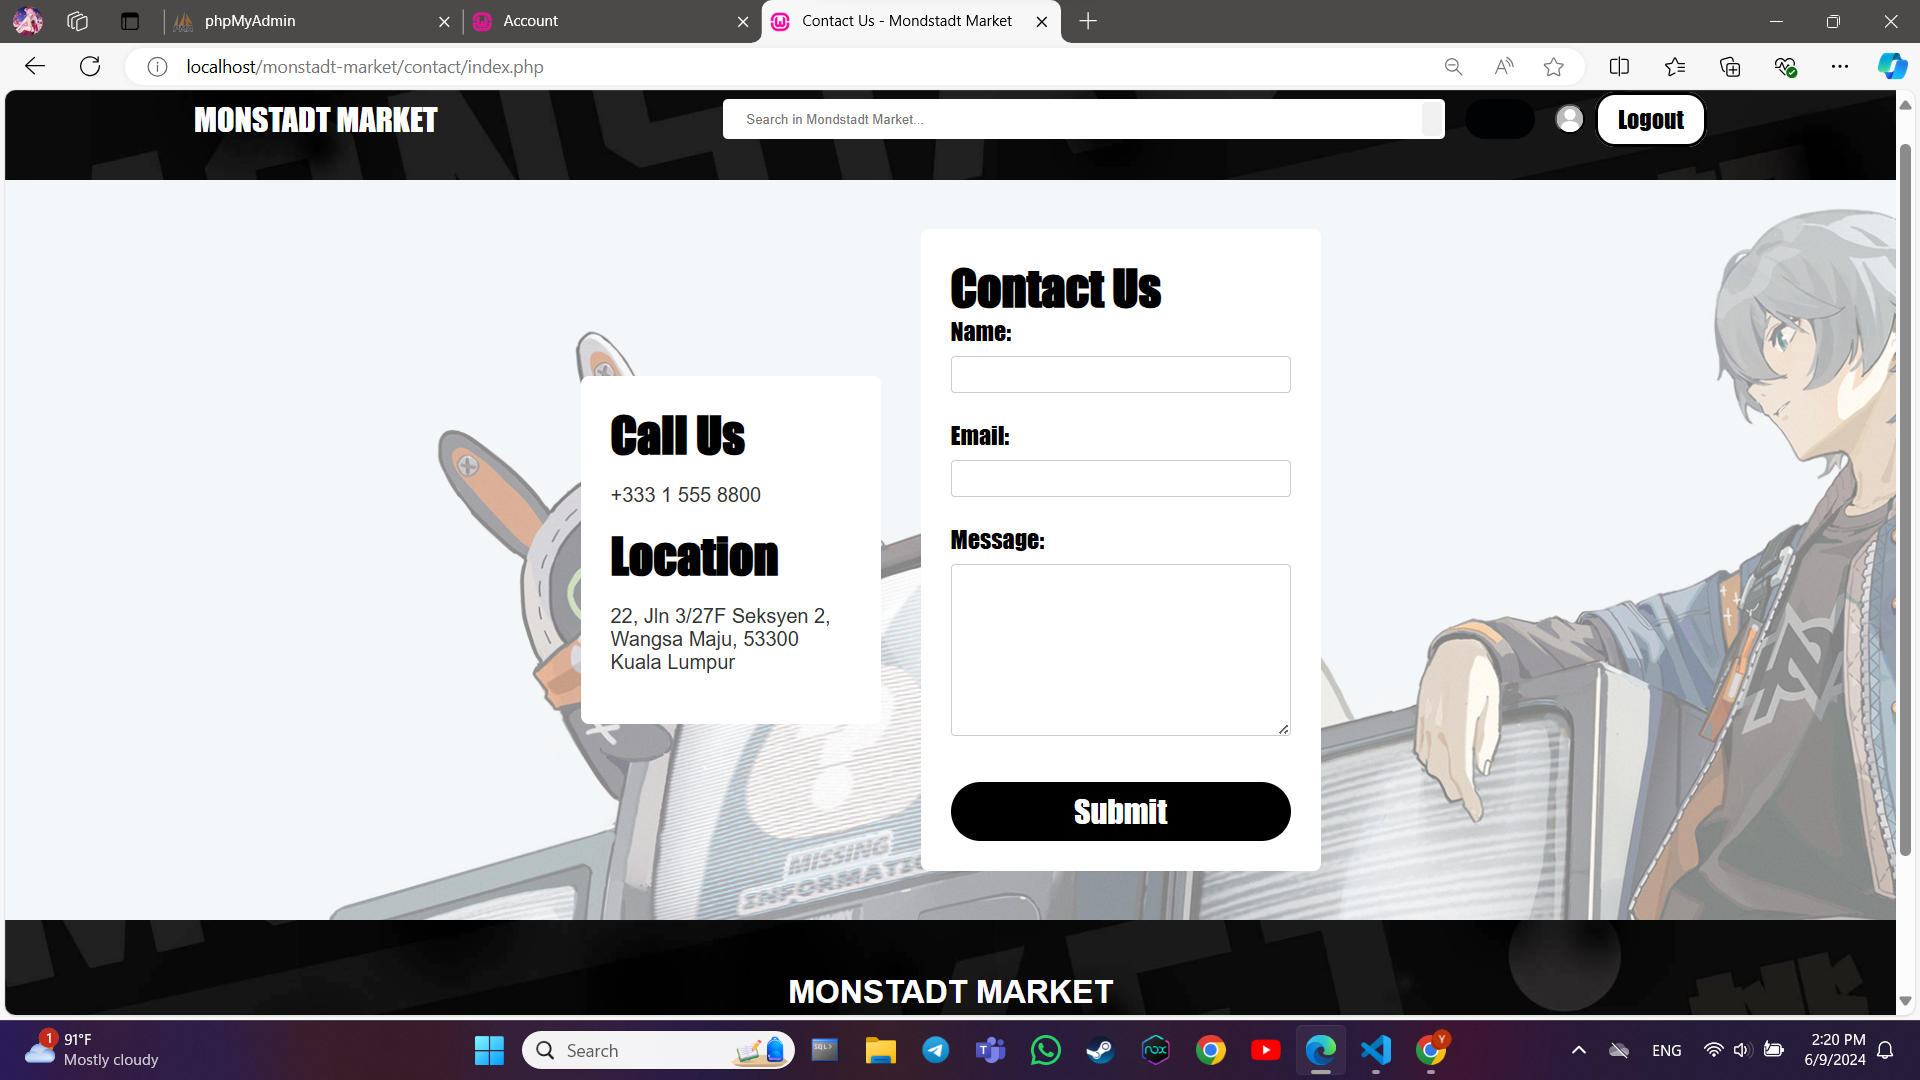 phpMyAdmin
Account
Contact Us - Mondstadt Market
localhost/monstadt-market/contact/index.php
MONSTADT MARKET
Search in Mondstadt Market...
Logout
Contact Us
Name:
Email:
Message:
Submit
Call Us
+333 1 555 8800
Location
22, Jln 3/27F Seksyen 2,
Wangsa Maju, 53300
Kuala Lumpur
MISSING
INFORMAT
MONSTADT MARKET
1
91°F
Mostly cloudy
Search
SQL>
nox
Y
ENG
2:20 PM
6/9/2024